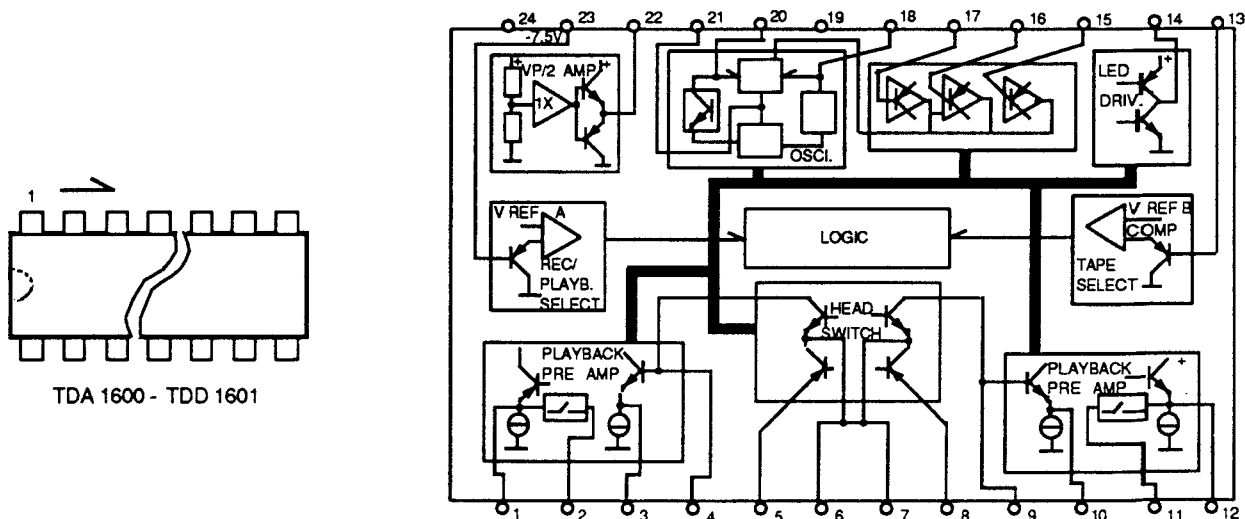 1
TDA 1600 - TDD 1601
24 23 22 21 20 19 18 17 16 15 14 13
-7.5V
+
VP/2 AMP +
1X
OSCI.
LED +
DRIV.
V REF A
REC/
PLAYB.
SELECT
LOGIC
V REF B
COMP
TAPE
SELECT
HEAD
SWITCH
PLAYBACK
PRE AMP +
PLAYBACK +
PRE AMP
1 2 3 4 5 6 7 8 9 10 11 12